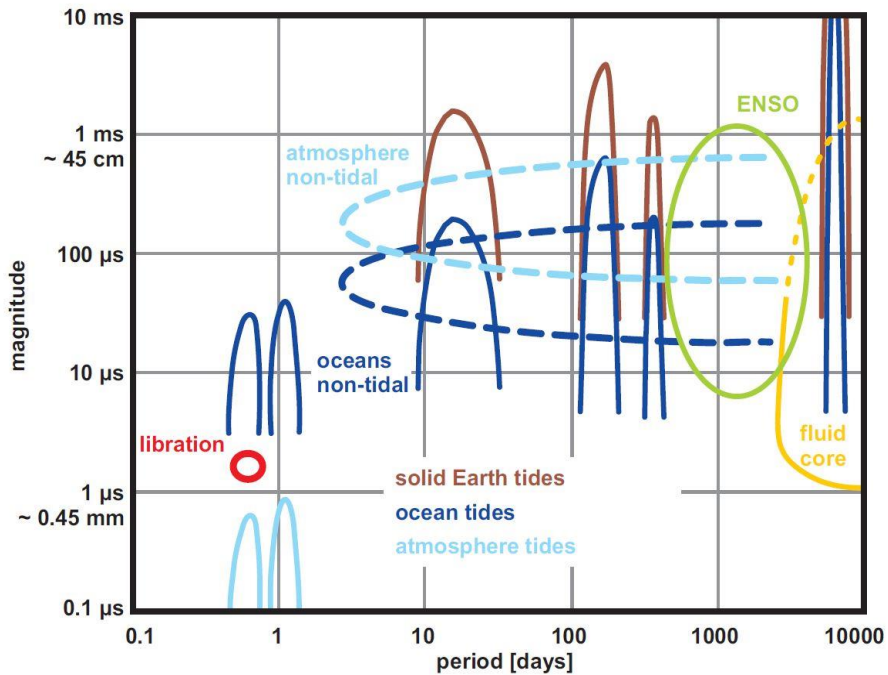 10 ms
1 ms
~ 45 cm
100 µs
10 µs
1 µs
~ 0.45 mm
0.1 µs
magnitude
ENSO
atmosphere
non-tidal
oceans
non-tidal
libration
fluid
core
solid Earth tides
ocean tides
atmosphere tides
0.1
1
10
100
1000
10000
period [days]